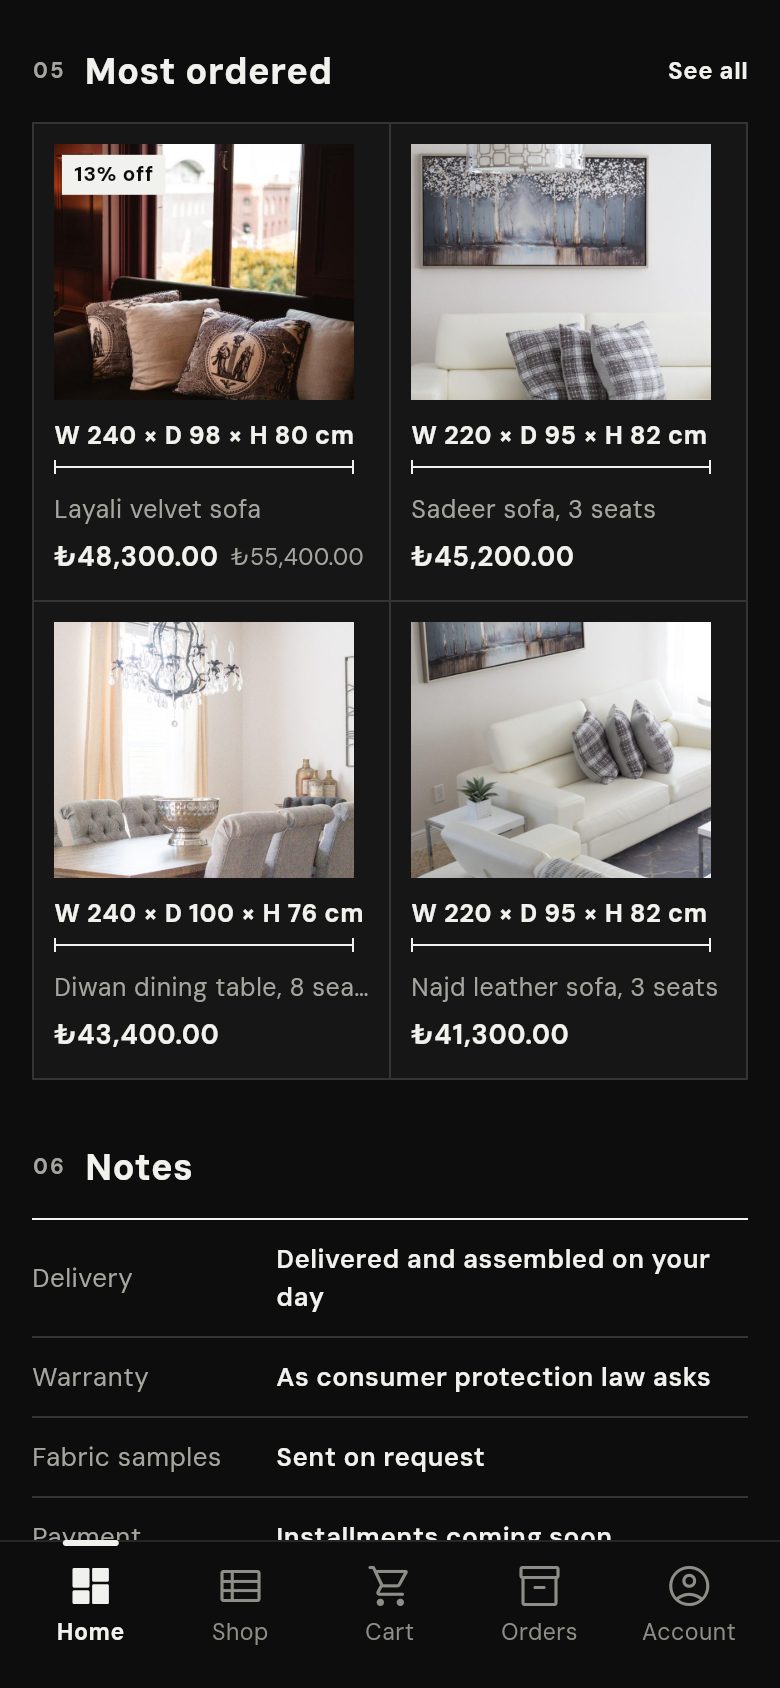 05 Most ordered See all
13% off
W 240 × D 98 × H 80 cm
Layali velvet sofa
₺48,300.00 ₺55,400.00
W 220 × D 95 × H 82 cm
Sadeer sofa, 3 seats
₺45,200.00
W 240 × D 100 × H 76 cm
Diwan dining table, 8 sea…
₺43,400.00
W 220 × D 95 × H 82 cm
Najd leather sofa, 3 seats
₺41,300.00
06 Notes
Delivery
Delivered and assembled on your
day
Warranty As consumer protection law asks
Fabric samples Sent on request
Payment Installments coming soon
Home Shop Cart Orders Account